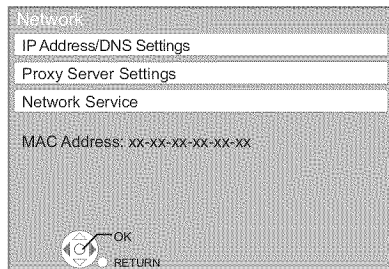 Network
IP Address/DNS Settings
Proxy Server Settings
Network Service
MAC Address: xx-xx-xx-xx-xx-xx
OK
RETURN